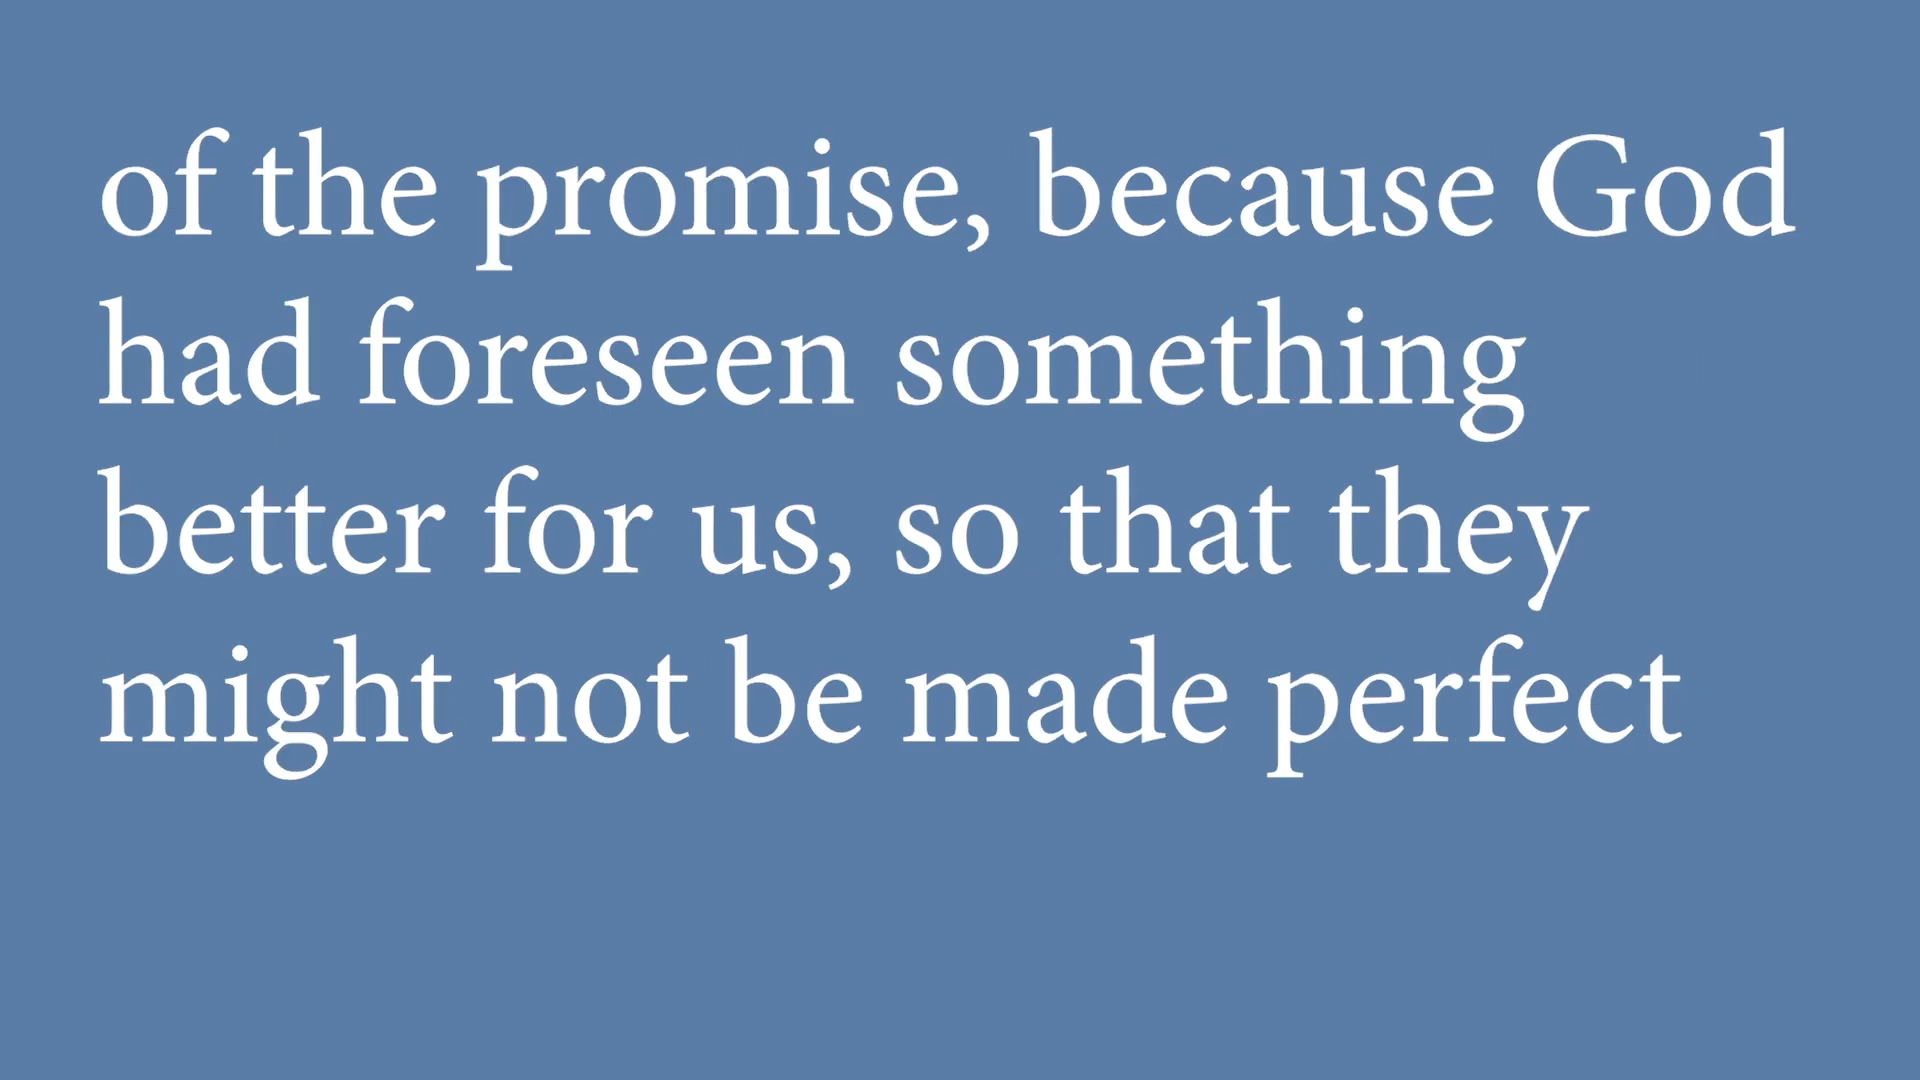 of the promise, because God
had foreseen something
better for us, so that they
might not be made perfect